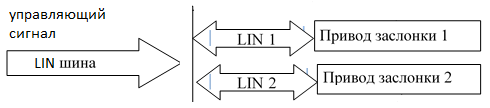 управляющий
сигнал
LIN шина
LIN 1
Привод заслонки 1
LIN 2
Привод заслонки 2